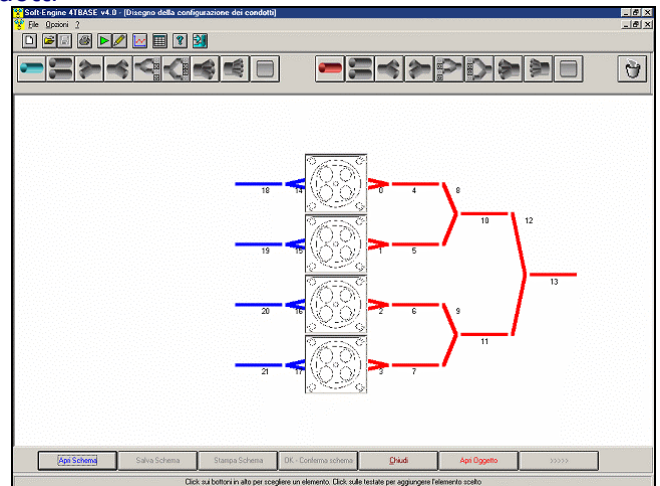 Soft-Engine 4TBASE v4.0 - [Disegno della configurazione dei condotti]
File Opzioni ?
18 14 0 4 8
10 12
19 15 1 5
13
20 16 2 6 9
11
21 17 3 7
Apri Schema Salva Schema Stampa Schema OK - Conferma schema Chiudi Apri Oggetto >>>>>
Click sui bottoni in alto per scegliere un elemento. Click sulle testate per aggiungere l'elemento scelto